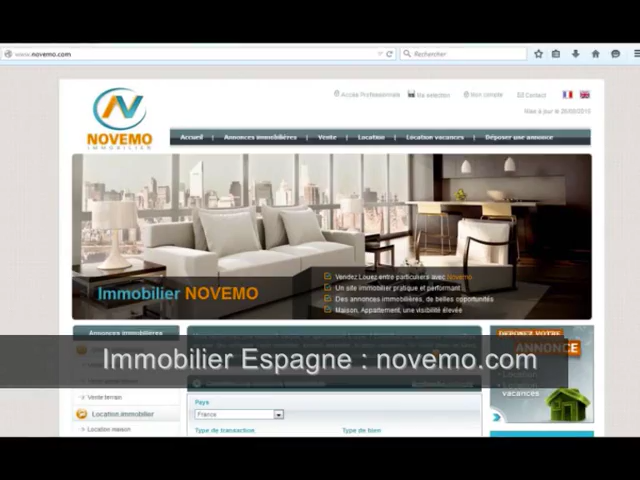 www.novemo.com
Rechercher
Accès Professionnels Ma sélection Mon compte Contact
NOVEMO
IMMOBILIER
Accueil | Annonces immobilières | Vente | Location | Location vacances | Déposer une annonce
Vendez Louez entre particuliers avec Novemo
Un site immobilier pratique et performant
Immobilier NOVEMO
Des annonces immobilières, de belles opportunités
Maison, Appartement, une visibilité élevée
Annonces immobilières
DEPOSEZ VOTRE
ANNONCE
Immobilier Espagne : novemo.com
Location
vacances
Vente terrain
Pays
France
Location immobilier
Location maison
Type de transaction
Type de bien